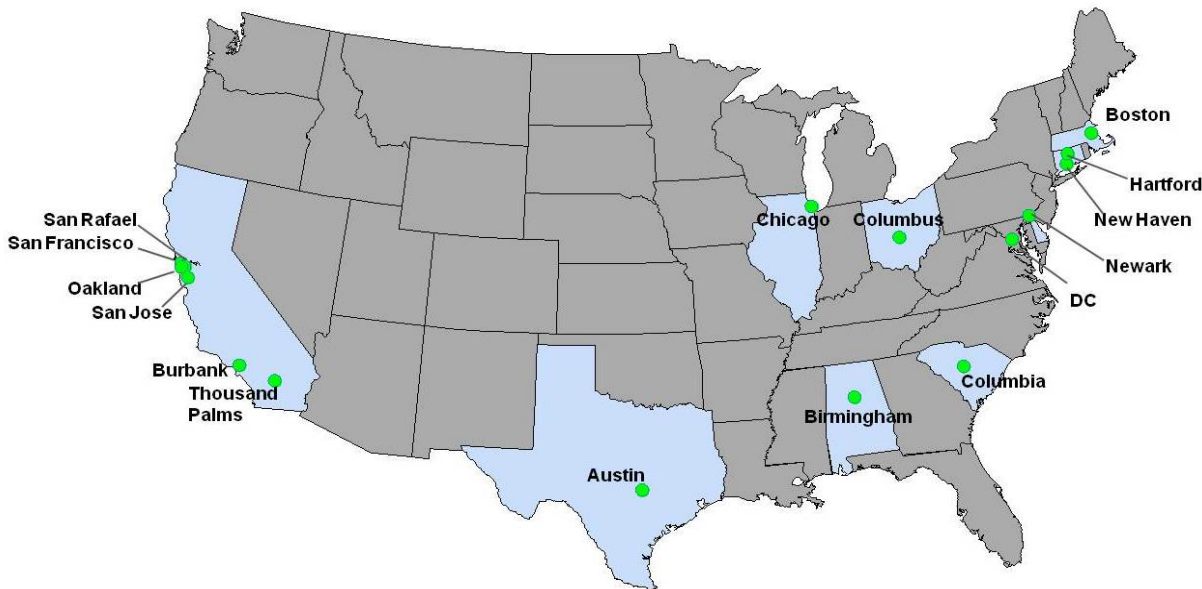 Boston
Hartford
New Haven
Newark
DC
Chicago
Columbus
San Rafael
San Francisco
Oakland
San Jose
Burbank
Thousand
Palms
Columbia
Birmingham
Austin